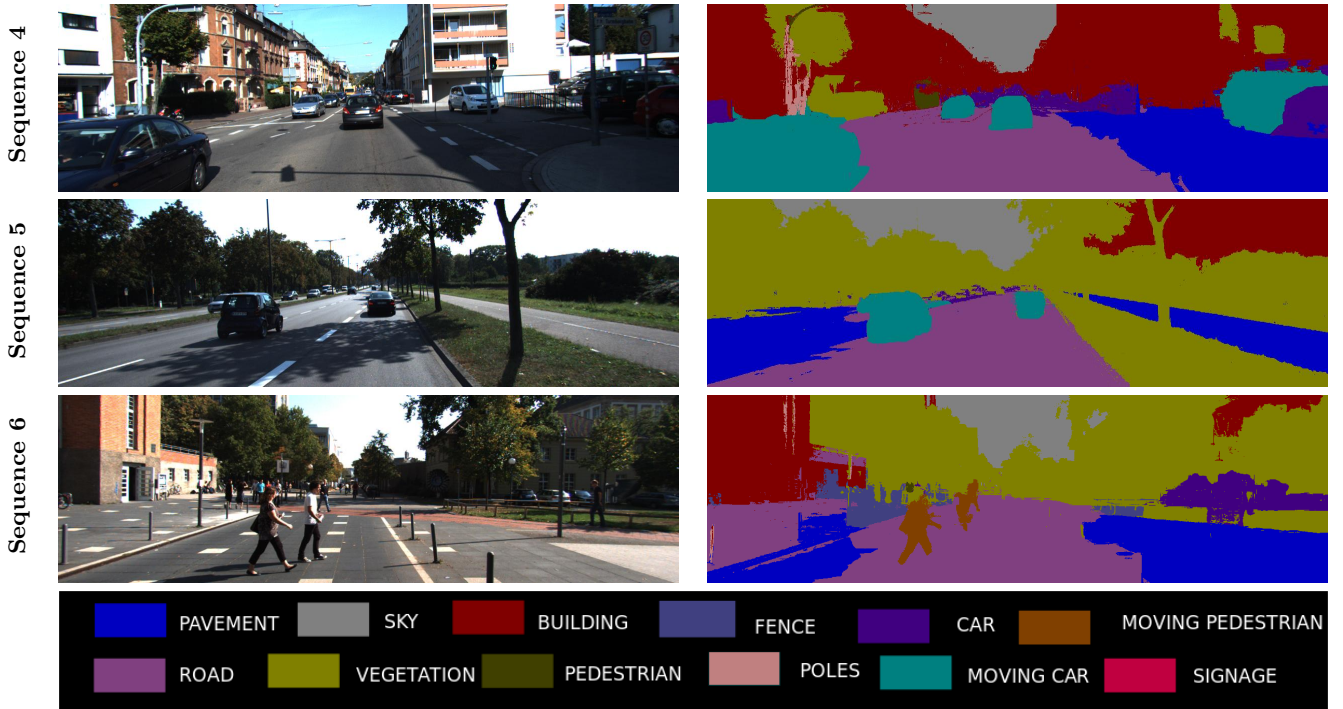 Sequence 4
Sequence 5
Sequence 6
PAVEMENT SKY BUILDING FENCE CAR MOVING PEDESTRIAN
ROAD VEGETATION PEDESTRIAN POLES MOVING CAR SIGNAGE